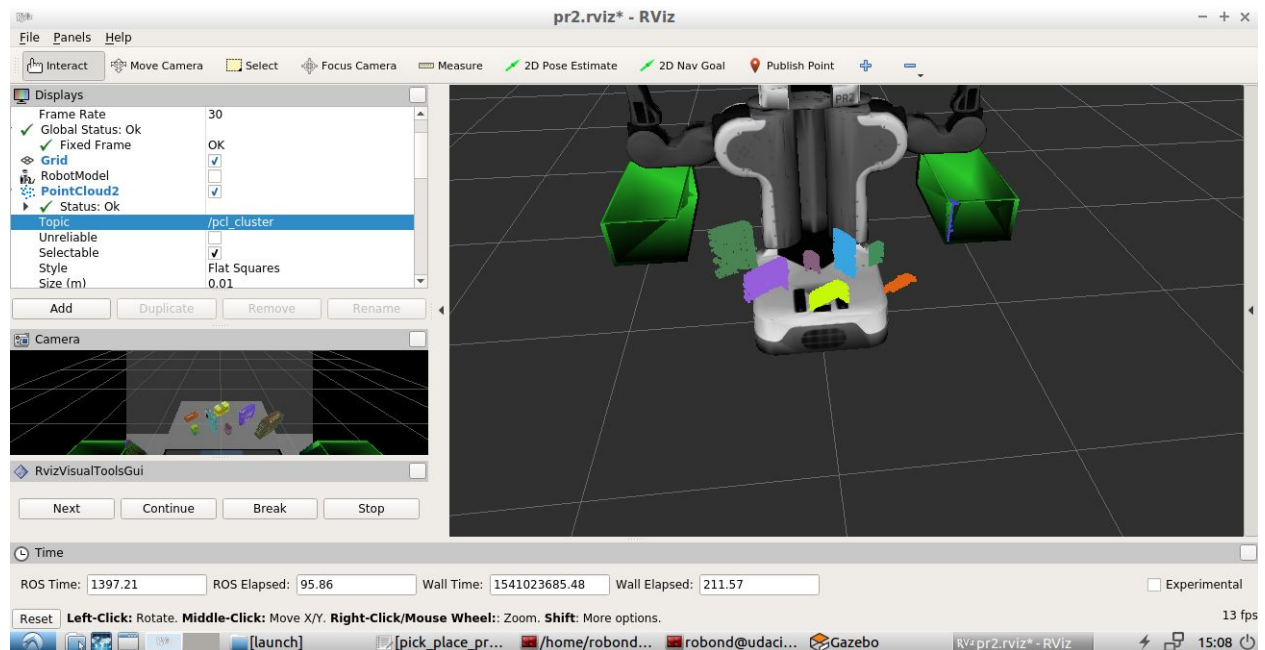 pr2.rviz* - RViz
File Panels Help
Interact Move Camera Select Focus Camera Measure 2D Pose Estimate 2D Nav Goal Publish Point
Displays
Frame Rate 30
Global Status: Ok
Fixed Frame OK
Grid
RobotModel
PointCloud2
Status: Ok
Topic /pcl_cluster
Unreliable
Selectable
Style Flat Squares
Size (m) 0.01
Add Duplicate Remove Rename
Camera
RvizVisualToolsGui
Next Continue Break Stop
PR2
Time
ROS Time: 1397.21 ROS Elapsed: 95.86 Wall Time: 1541023685.48 Wall Elapsed: 211.57 Experimental
Reset Left-Click: Rotate. Middle-Click: Move X/Y. Right-Click/Mouse Wheel:: Zoom. Shift: More options. 13 fps
[launch] [pick_place_pr... /home/robond... robond@udaci... Gazebo pr2.rviz* - RViz 15:08